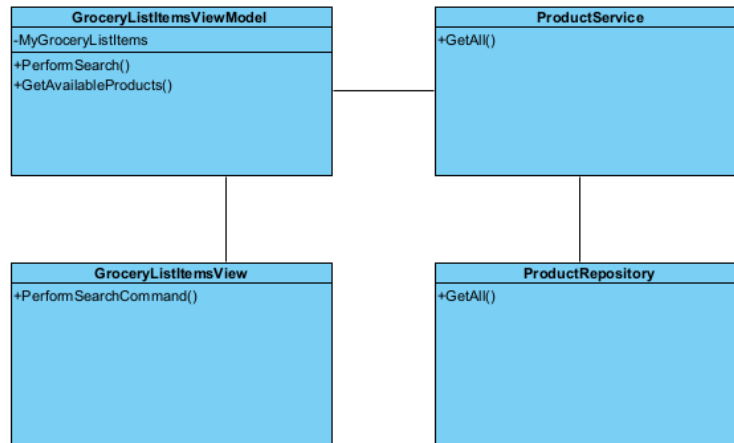 GroceryListItemsViewModel
-MyGroceryListItems
+PerformSearch()
+GetAvailableProducts()
ProductService
+GetAll()
GroceryListItemsView
+PerformSearchCommand()
ProductRepository
+GetAll()